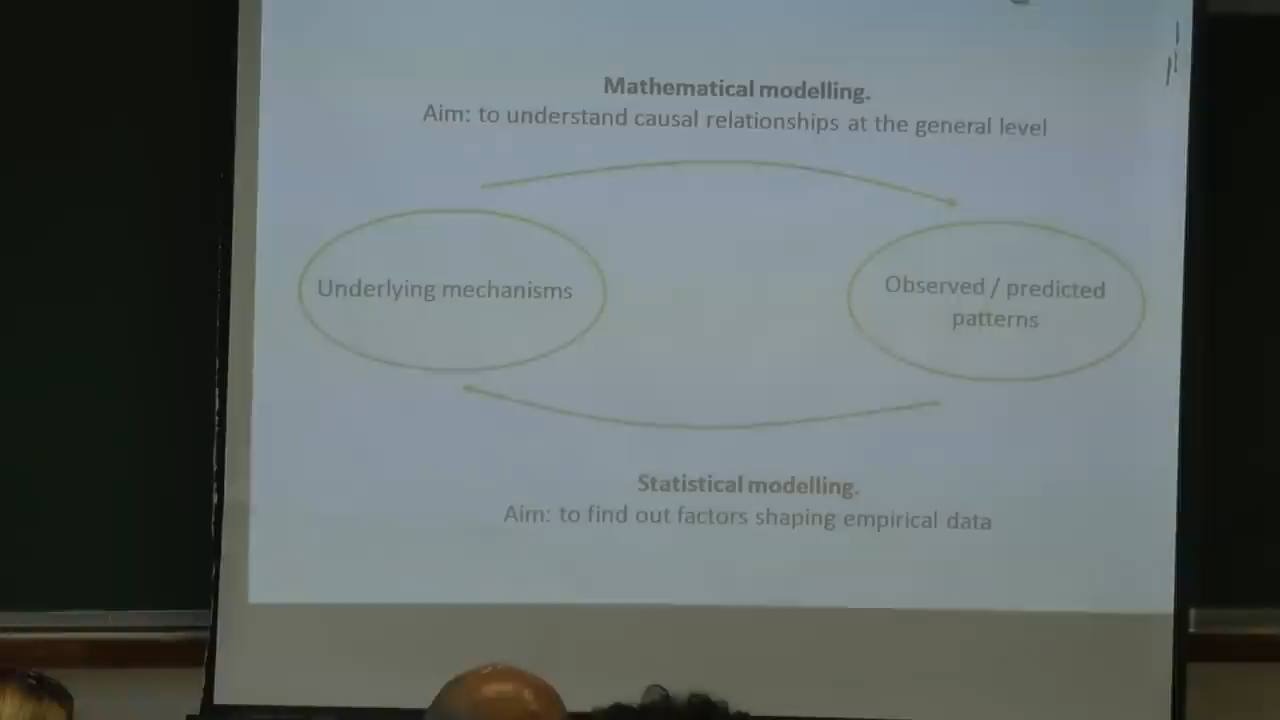 Mathematical modelling.
Aim: to understand causal relationships at the general level
Underlying mechanisms
Observed / predicted
patterns
Statistical modelling.
Aim: to find out factors shaping empirical data